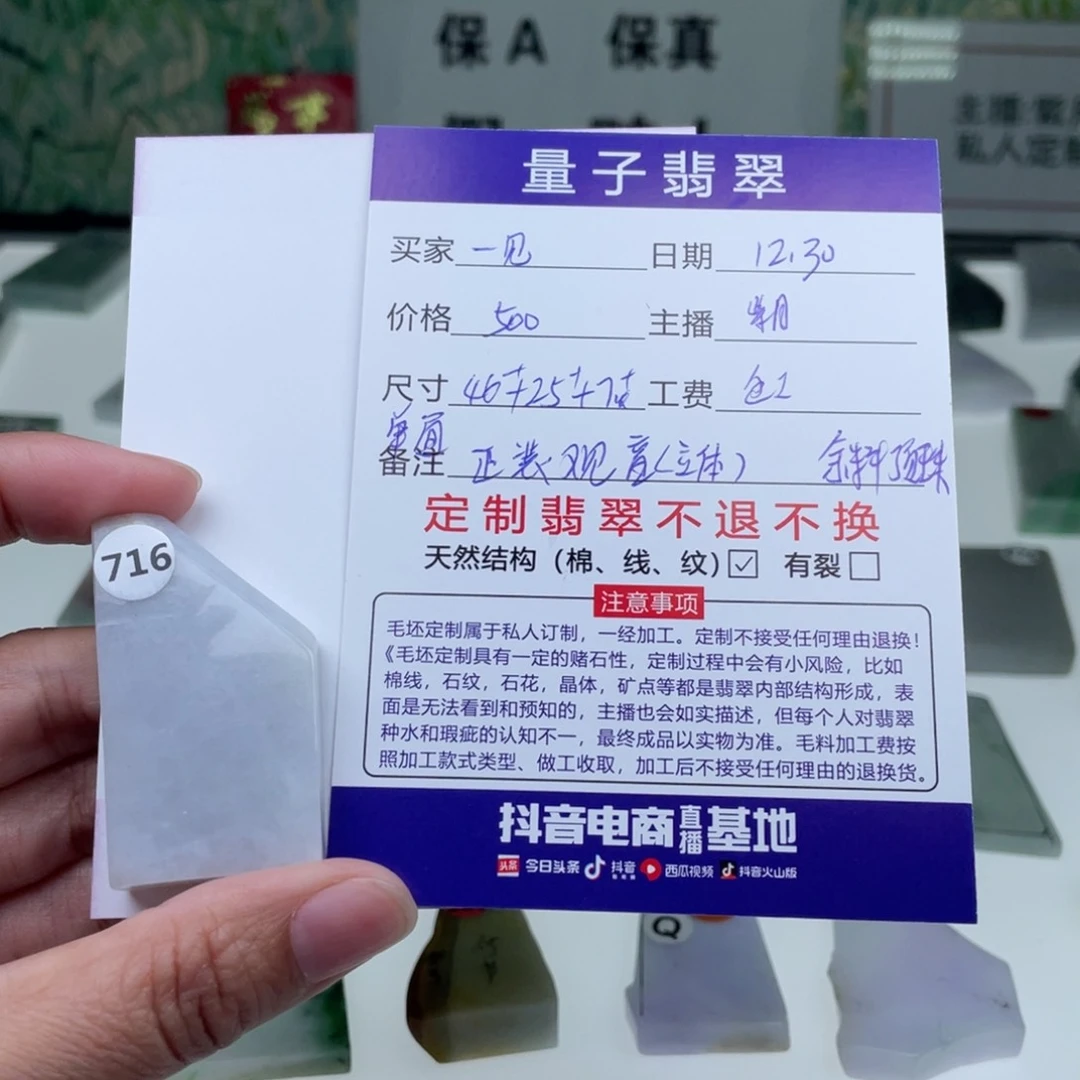 保A 保真
主播:紫
私人定
量子翡翠
买家 一见 日期 12.30
价格 500 主播
尺寸 46+25+7 工费 包工
备注 正装观音(立体) 余料顶珠
定制翡翠不退不换
天然结构（棉、线、纹）☑ 有裂□
注意事项
毛坯定制属于私人订制，一经加工。定制不接受任何理由退换！
《毛坯定制具有一定的赌石性，定制过程中会有小风险，比如
棉线，石纹，石花，晶体，矿点等都是翡翠内部结构形成，表
面是无法看到和预知的，主播也会如实描述，但每个人对翡翠
种水和瑕疵的认知不一，最终成品以实物为准。毛料加工费按
照加工款式类型、做工收取，加工后不接受任何理由的退换货。
抖音电商直播基地
头条 今日头条 抖音 西瓜视频 抖音火山版
716
Q